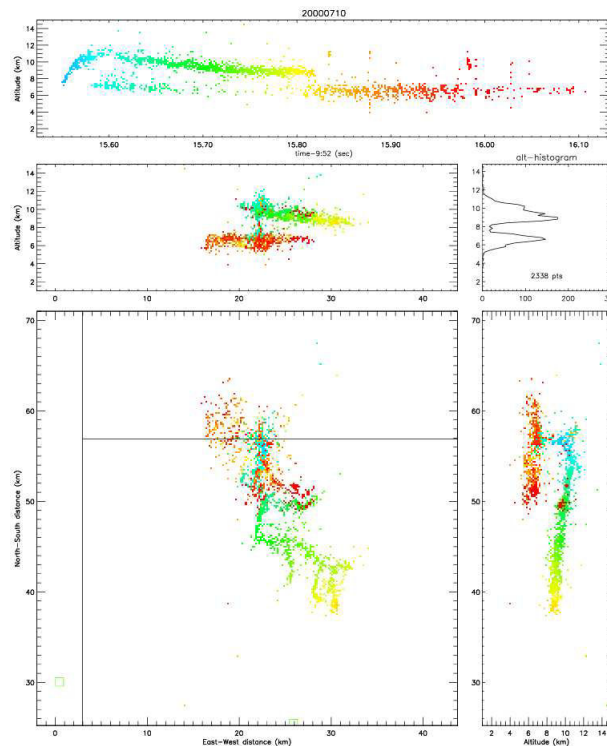 20000710
14
12
10
8
6
4
2
Altitude (km)
15.60 15.70 15.80 15.90 16.00 16.10
time-9:52 (sec)
alt-histogram
14
12
10
8
6
4
2
Altitude (km)
0 10 20 30 40
14
12
10
8
6
4
2
2338 pts
0 100 200 300
70
60
50
40
30
North-South distance (km)
0 10 20 30 40
East-West distance (km)
70
60
50
40
30
2 4 6 8 10 12 14
Altitude (km)